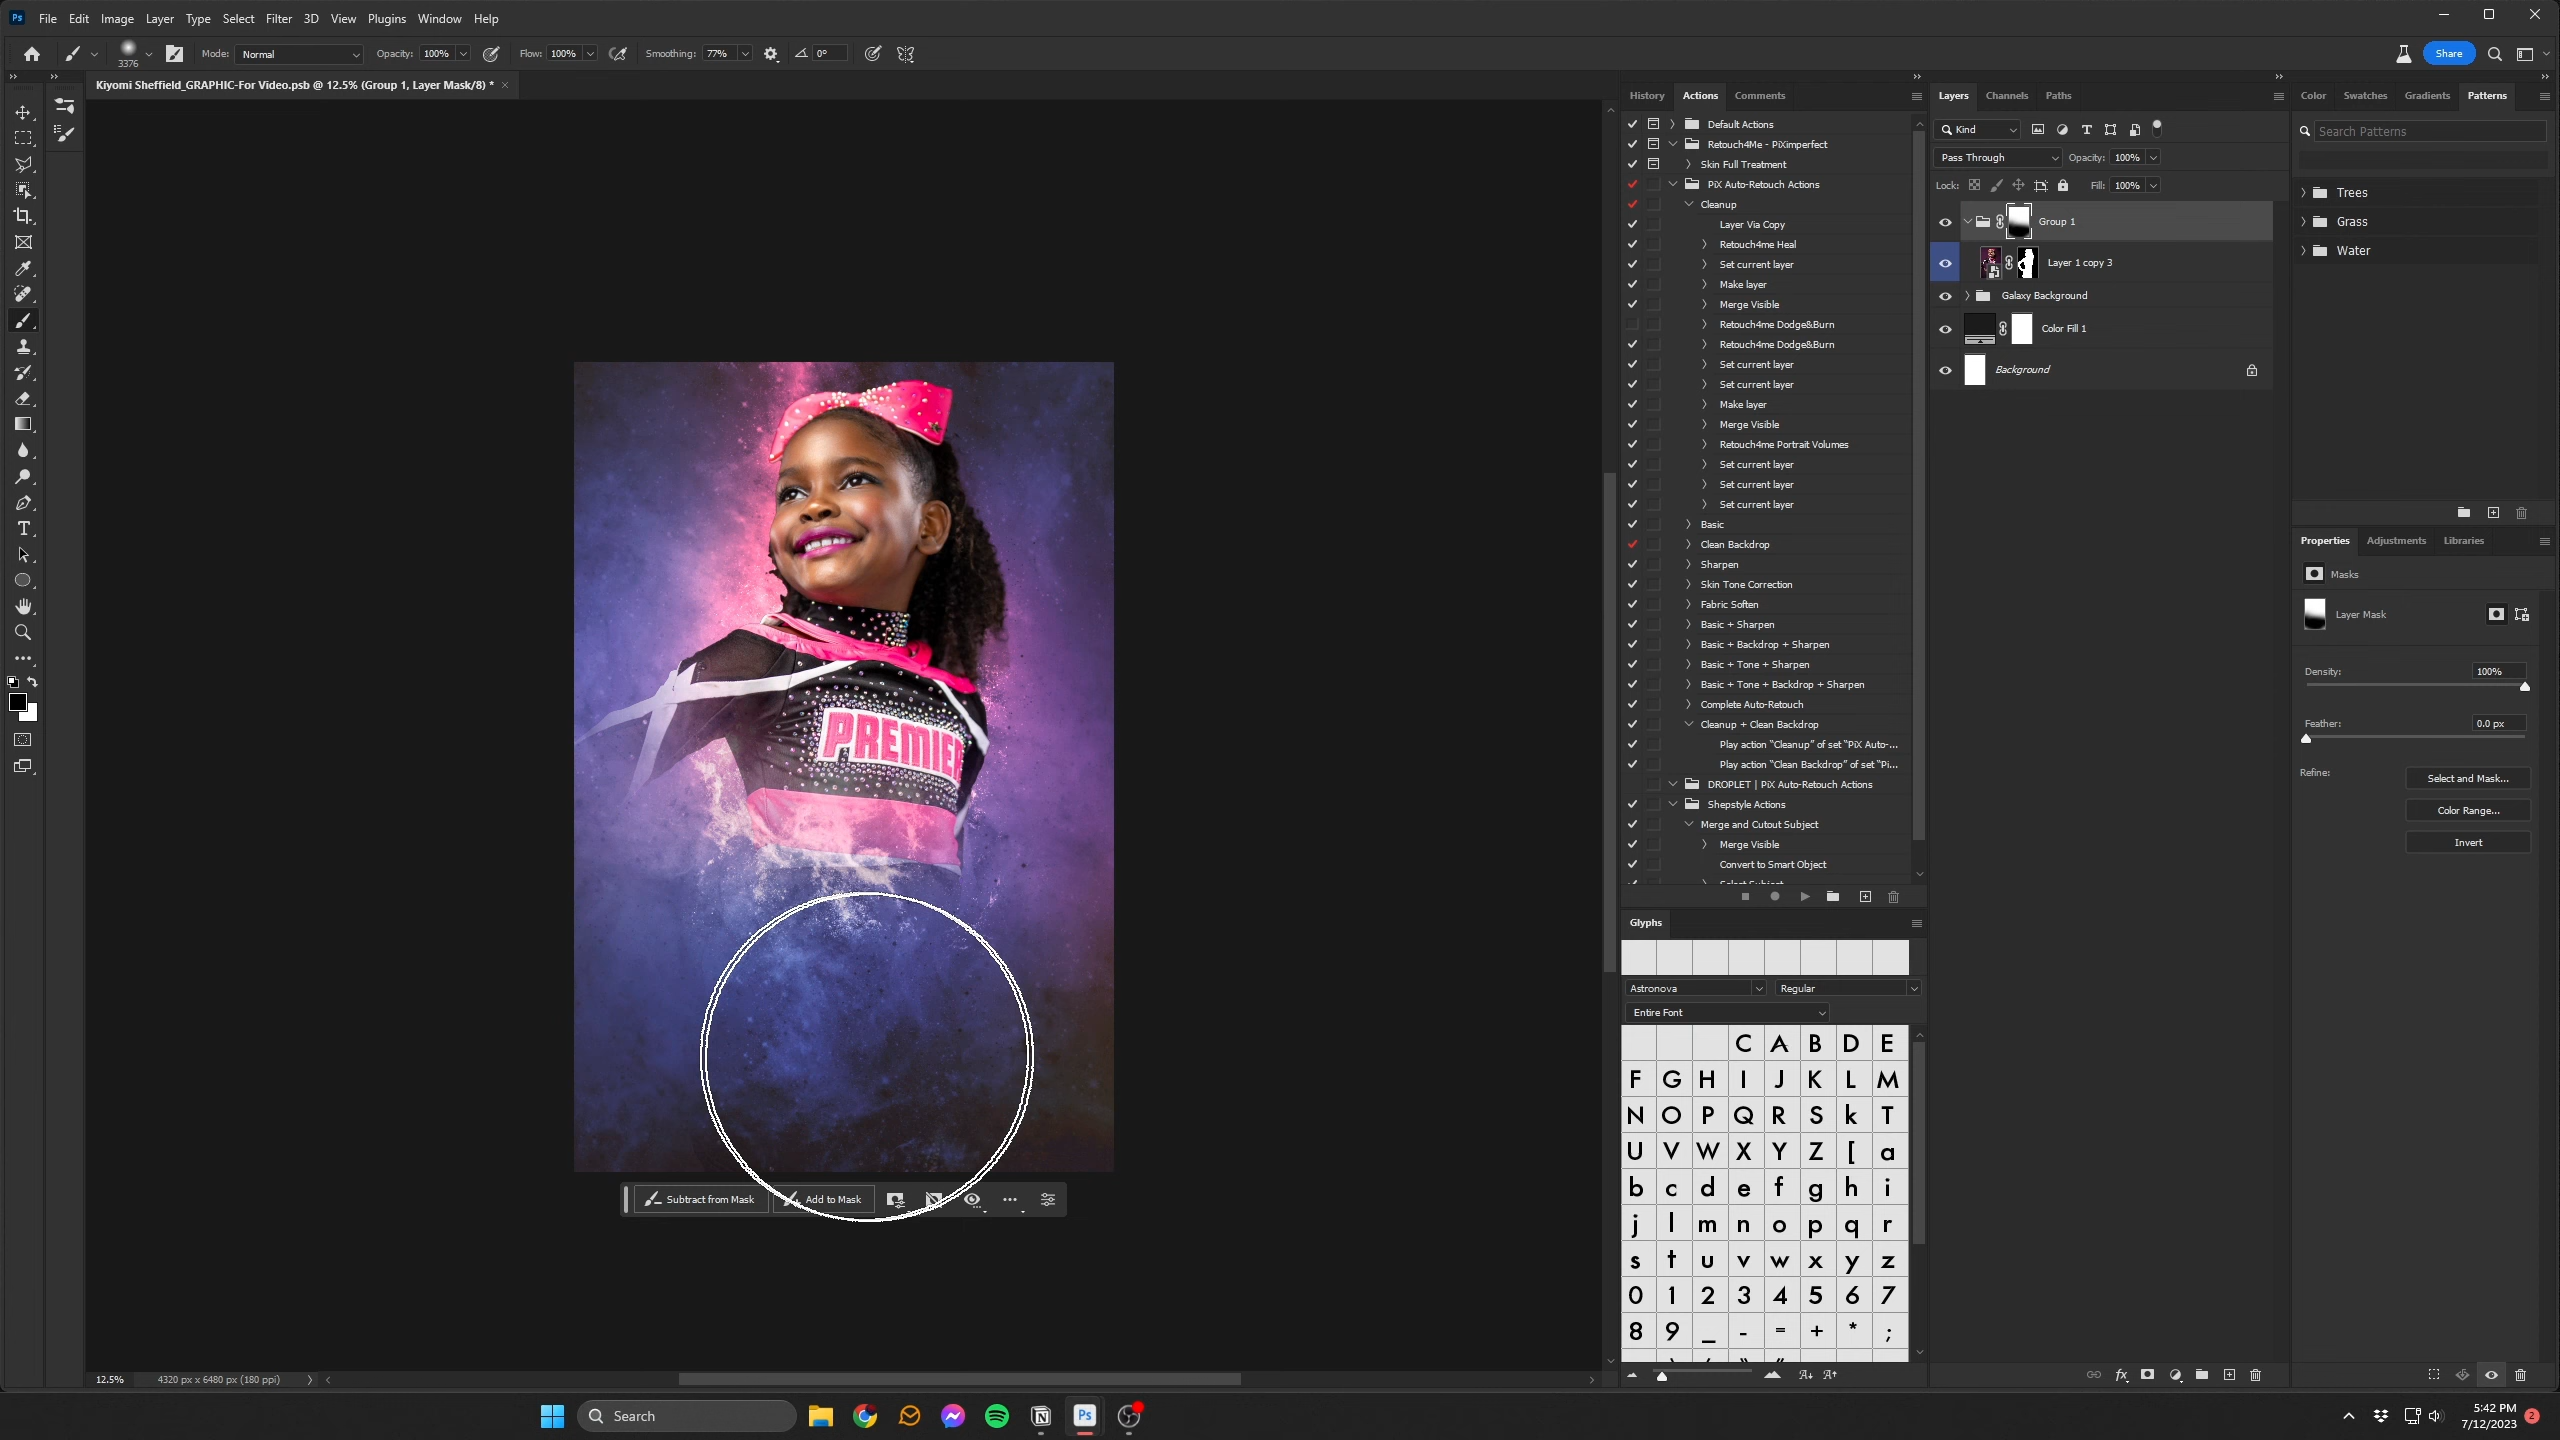 Ps File Edit Image Layer Type Select Filter 3D View Plugins Window Help
3376 Mode: Normal Opacity: 100% Flow: 100% Smoothing: 77% 0° Share
Kiyomi Sheffield_GRAPHIC-For Video.psb @ 12.5% (Group 1, Layer Mask/8) *
PREMIE
Subtract from Mask Add to Mask
12.5% 4320 px x 6480 px (180 ppi)
History Actions Comments
Default Actions
Retouch4Me - PiXimperfect
Skin Full Treatment
PiX Auto-Retouch Actions
Cleanup
Layer Via Copy
Retouch4me Heal
Set current layer
Make layer
Merge Visible
Retouch4me Dodge&Burn
Retouch4me Dodge&Burn
Set current layer
Set current layer
Make layer
Merge Visible
Retouch4me Portrait Volumes
Set current layer
Set current layer
Set current layer
Basic
Clean Backdrop
Sharpen
Skin Tone Correction
Fabric Soften
Basic + Sharpen
Basic + Backdrop + Sharpen
Basic + Tone + Sharpen
Basic + Tone + Backdrop + Sharpen
Complete Auto-Retouch
Cleanup + Clean Backdrop
Play action "Cleanup" of set "PiX Auto-...
Play action "Clean Backdrop" of set "Pi...
DROPLET | PiX Auto-Retouch Actions
Shepstyle Actions
Merge and Cutout Subject
Merge Visible
Convert to Smart Object
Glyphs
Astronova Regular
Entire Font
C A B D E
F G H I J K L M
N O P Q R S k T
U V W X Y Z [ a
b c d e f g h i
j l m n o p q r
s t u v w x y z
0 1 2 3 4 5 6 7
8 9 _ - = + * ;
Layers Channels Paths
Kind
Pass Through Opacity: 100%
Lock: Fill: 100%
Group 1
Layer 1 copy 3
Galaxy Background
Color Fill 1
Background
fx
Color Swatches Gradients Patterns
Search Patterns
Trees
Grass
Water
Properties Adjustments Libraries
Masks
Layer Mask
Density: 100%
Feather: 0.0 px
Refine: Select and Mask...
Color Range...
Invert
Search
Ps
5:42 PM
7/12/2023
2